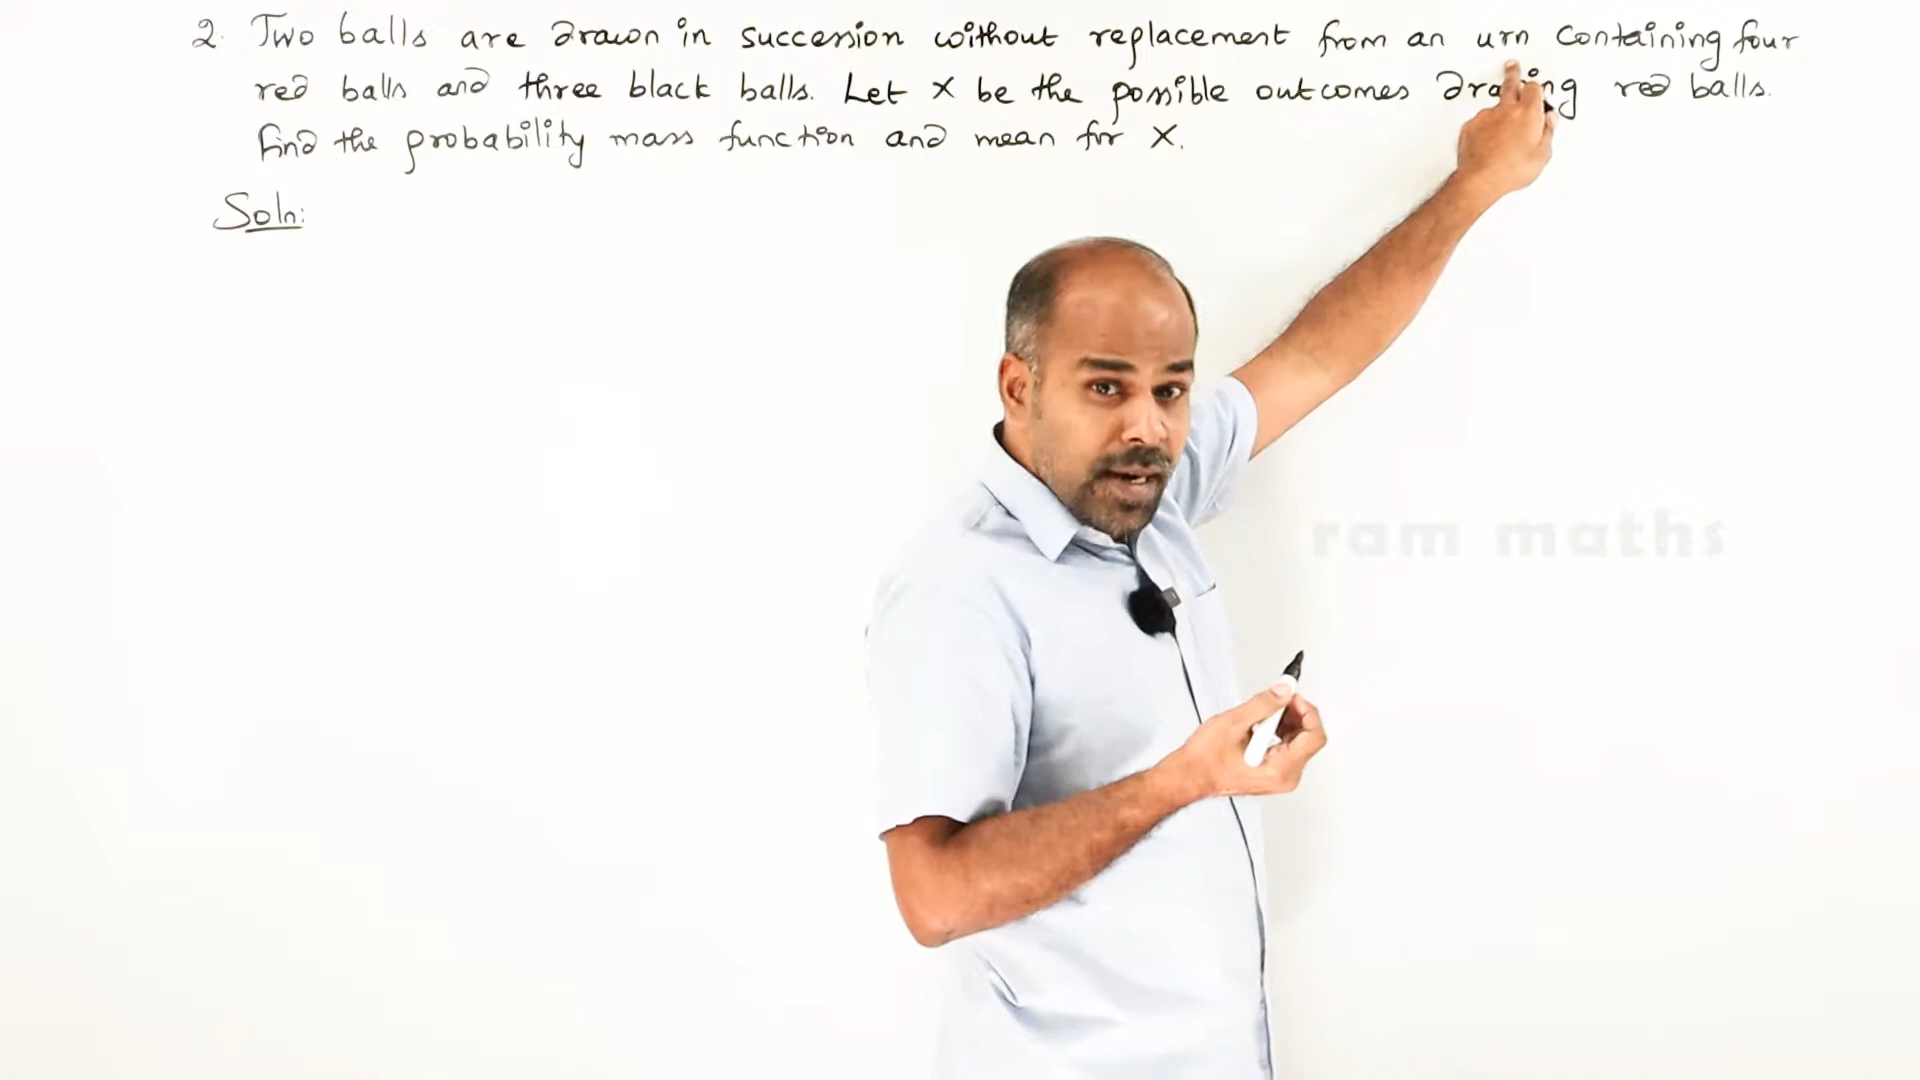 2. Two balls are drawn in succession without replacement from an urn containing four
red balls and three black balls. Let X be the possible outcomes drawing red balls.
Find the probability mass function and mean for X.
Soln:
ram maths